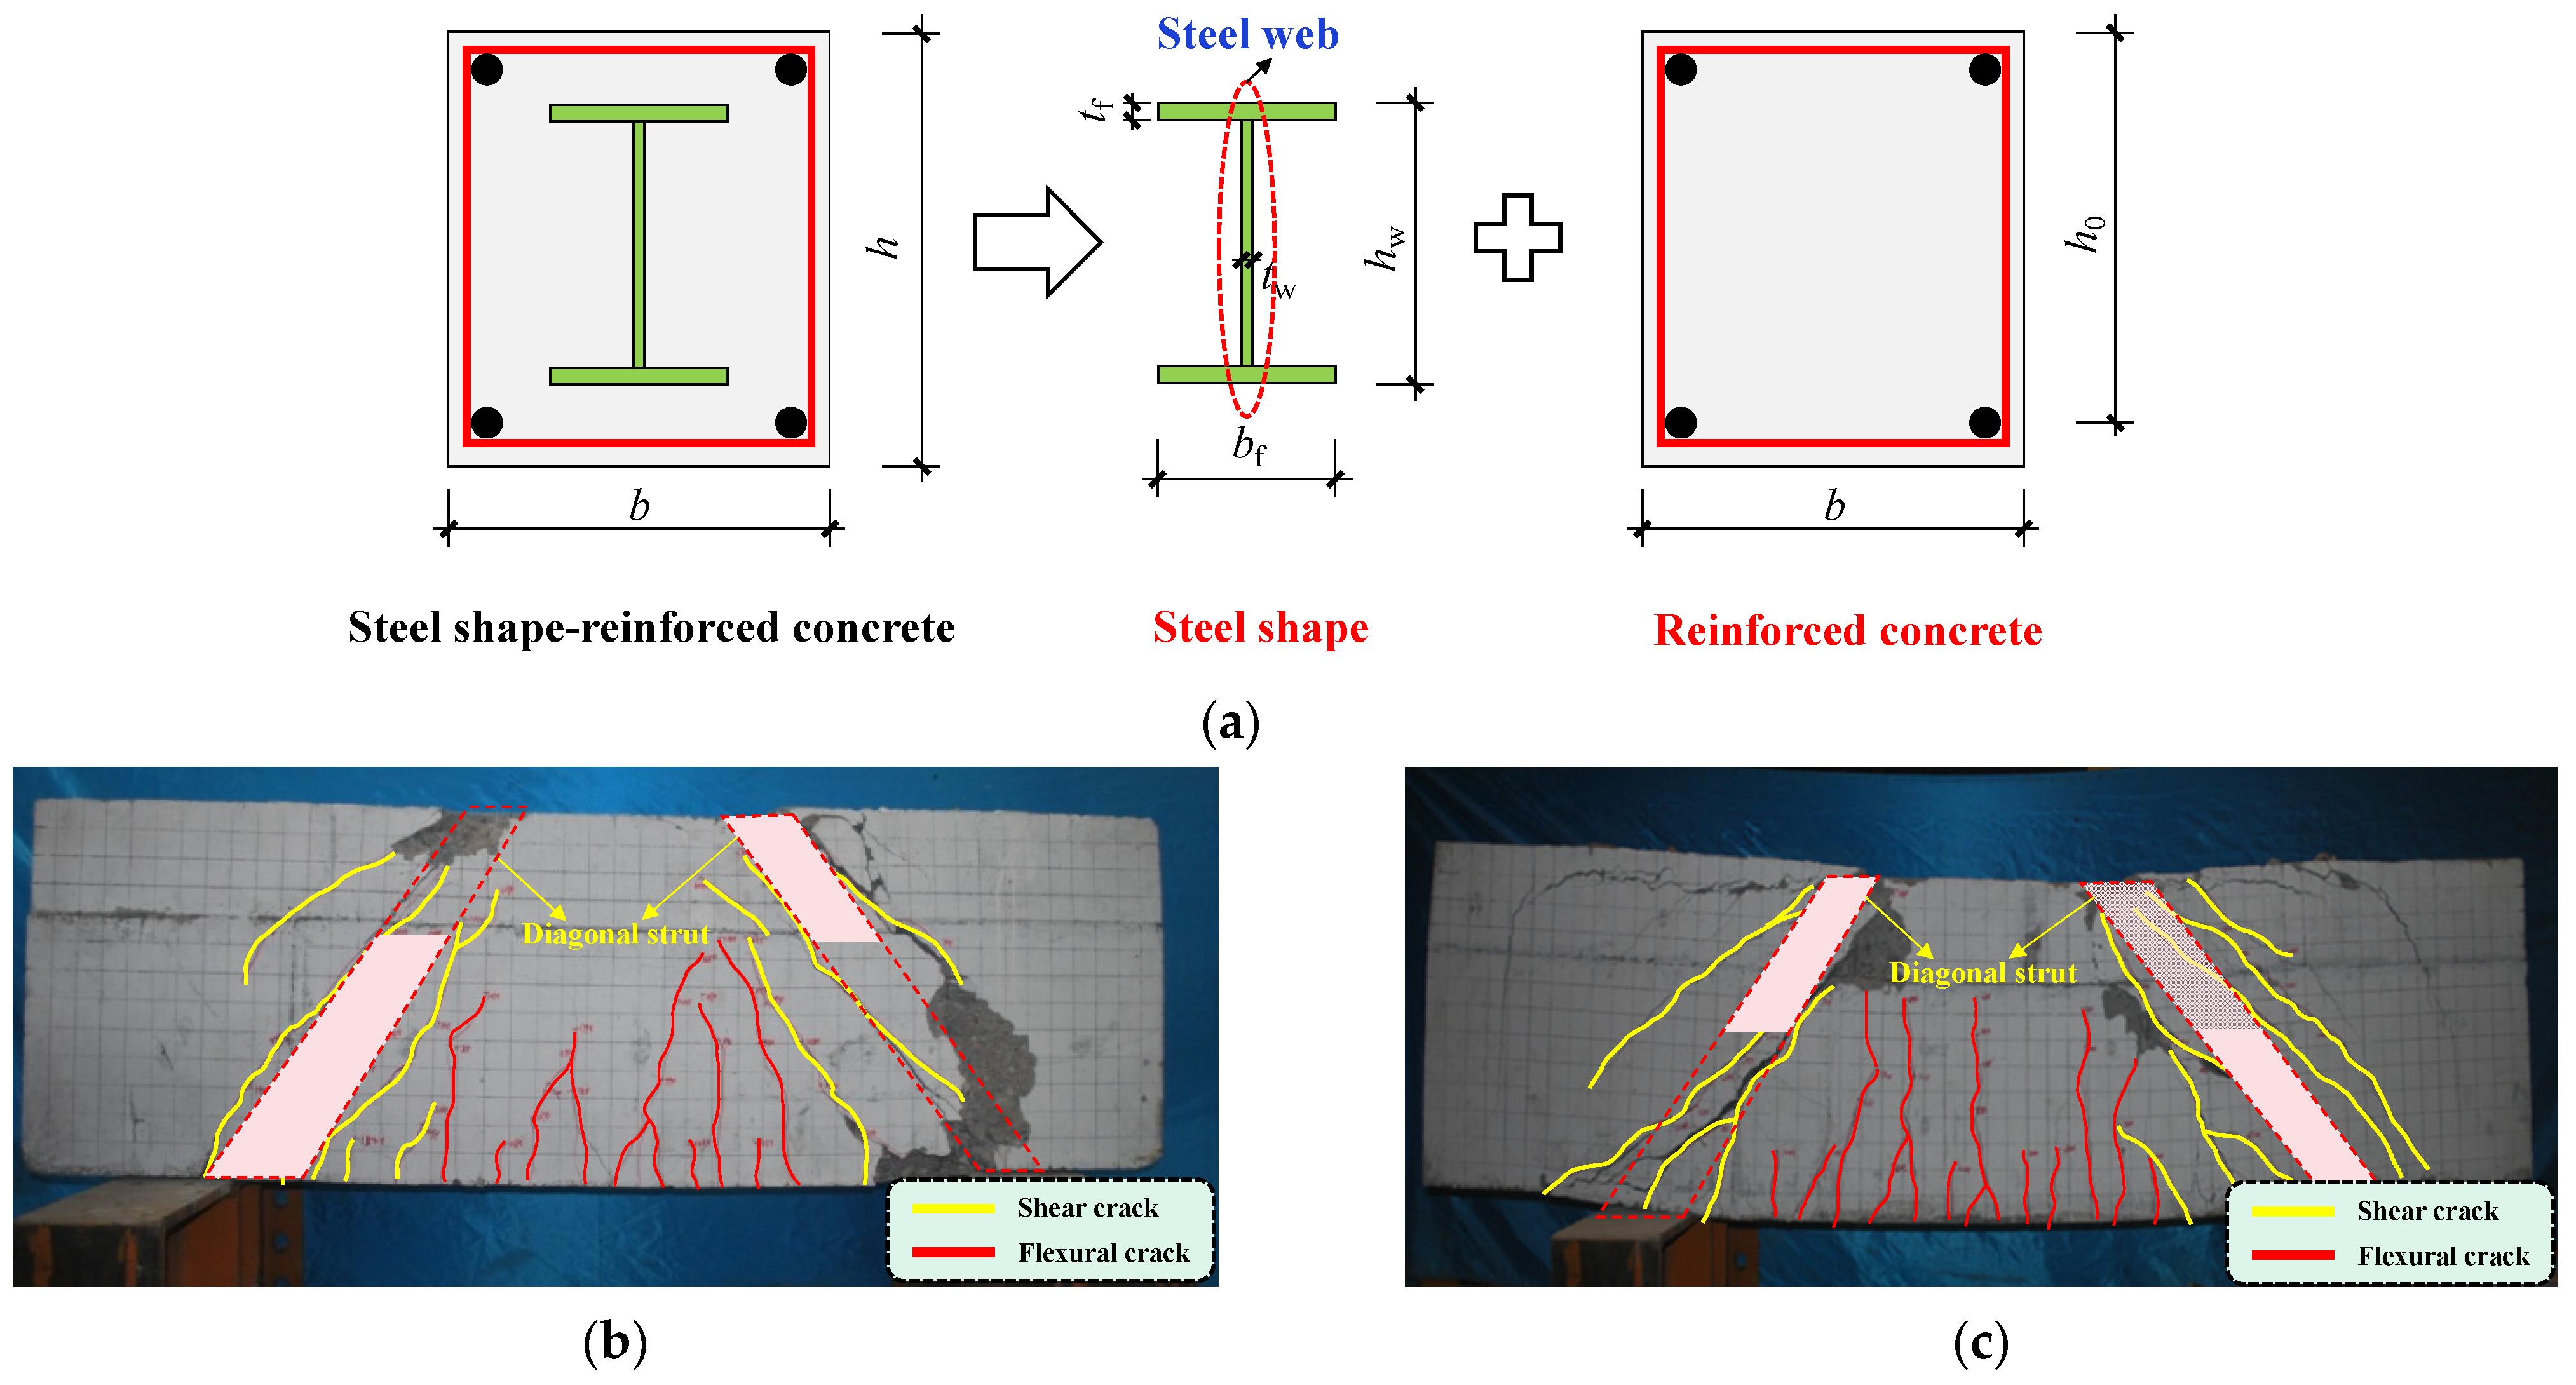 Steel web
t_f
h
t_w
h_w
h_0
b_f
b
b
Steel shape-reinforced concrete
Steel shape
Reinforced concrete
(a)
Diagonal strut
Shear crack
Flexural crack
Diagonal strut
Shear crack
Flexural crack
(b)
(c)